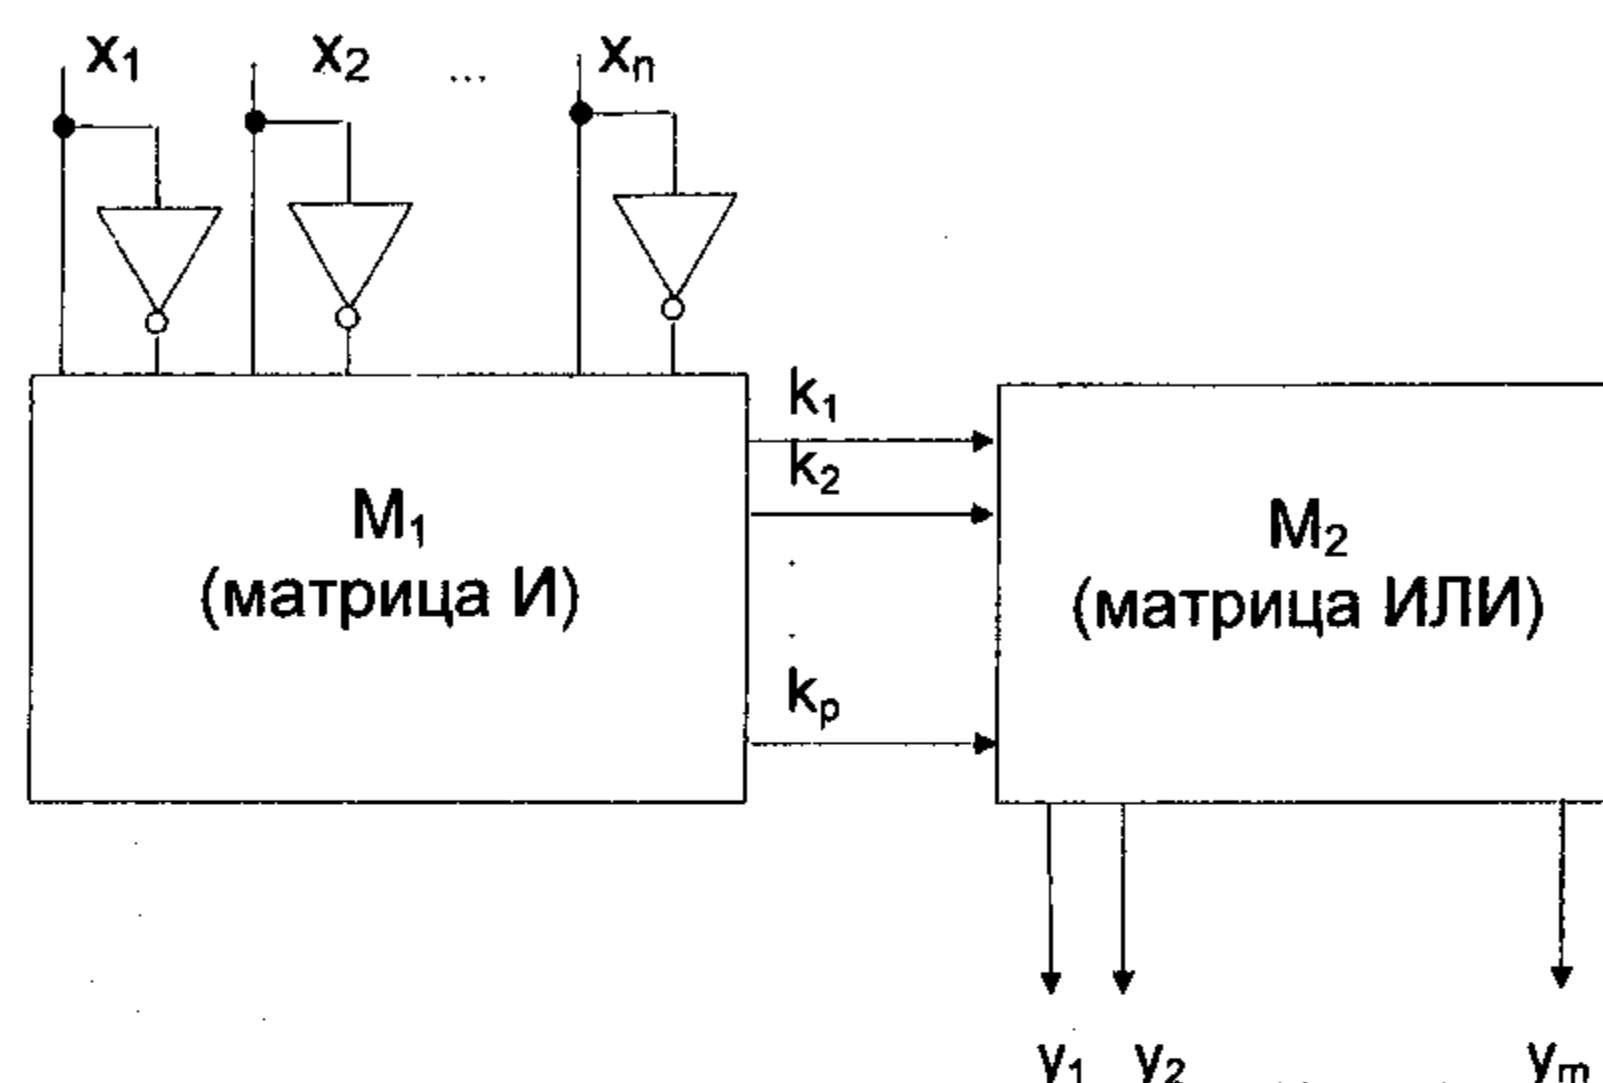 x₁ x₂ ... xₙ
k₁
k₂
M₁
(матрица И)
M₂
(матрица ИЛИ)
kₚ
y₁ y₂ yₘ